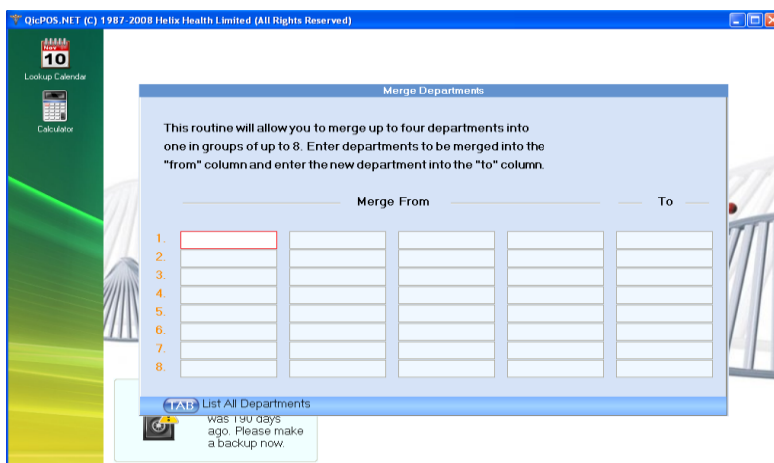 QicPOS.NET (C) 1987-2008 Helix Health Limited (All Rights Reserved)
Nov
10
Lookup Calendar
Calculator
Merge Departments
This routine will allow you to merge up to four departments into
one in groups of up to 8. Enter departments to be merged into the
"from" column and enter the new department into the "to" column.
Merge From To
1.
2.
3.
4.
5.
6.
7.
8.
TAB List All Departments
was 190 days
ago. Please make
a backup now.